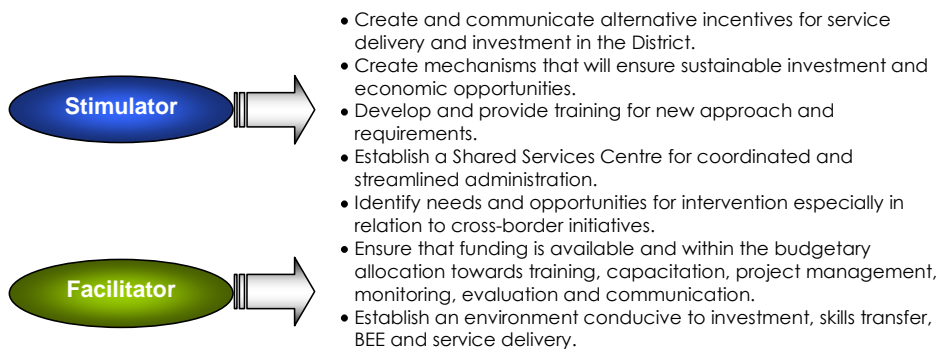 • Create and communicate alternative incentives for service
delivery and investment in the District.
• Create mechanisms that will ensure sustainable investment and
economic opportunities.
Stimulator
• Develop and provide training for new approach and
requirements.
• Establish a Shared Services Centre for coordinated and
streamlined administration.
• Identify needs and opportunities for intervention especially in
relation to cross-border initiatives.
• Ensure that funding is available and within the budgetary
allocation towards training, capacitation, project management,
monitoring, evaluation and communication.
Facilitator
• Establish an environment conducive to investment, skills transfer,
BEE and service delivery.